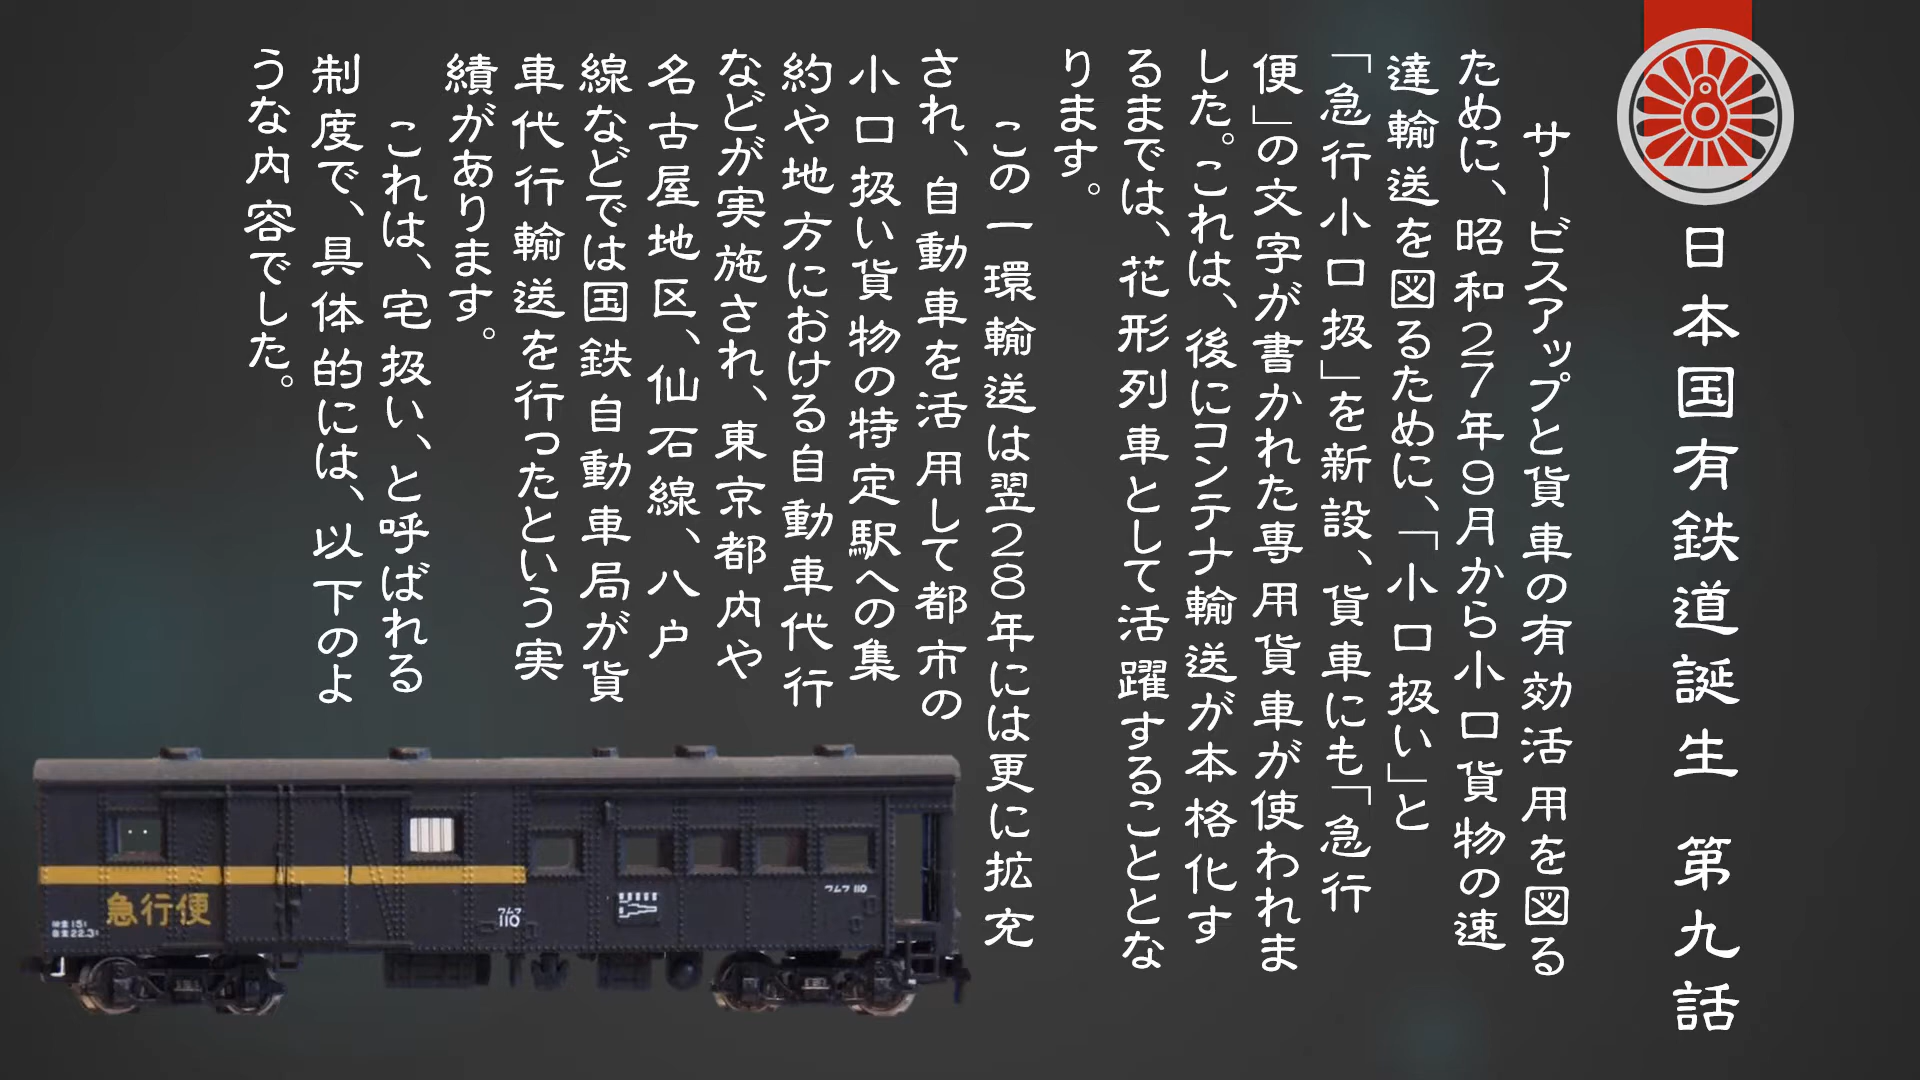 日本国有鉄道誕生 第九話
サービスアップと貨車の有効活用を図る
ために、昭和27年9月から小口貨物の速
達輸送を図るために、「小口扱い」と
「急行小口扱」を新設、貨車にも「急行
便」の文字が書かれた専用貨車が使われま
した。これは、後にコンテナ輸送が本格化す
るまでは、花形列車として活躍することとな
ります。
この一環輸送は翌28年には更に拡充
され、自動車を活用して都市の
小口扱い貨物の特定駅への集
約や地方における自動車代行
などが実施され、東京都内や
名古屋地区、仙石線、八戸
線などでは国鉄自動車局が貨
車代行輸送を行ったという実
績があります。
これは、宅扱い、と呼ばれる
制度で、具体的には、以下のよ
うな内容でした。
急行便
ワムフ
110
ワムフ 110